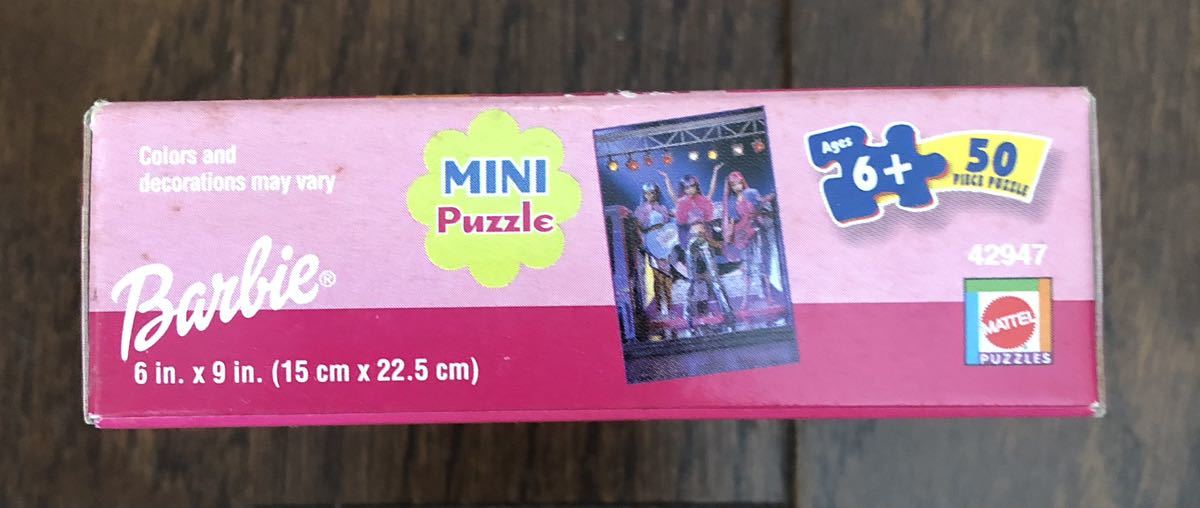 Colors and
decorations may vary
Barbie®
6 in. x 9 in. (15 cm x 22.5 cm)
MINI
Puzzle
Ages
6+
50
PIECE PUZZLE
42947
MATTEL
PUZZLES